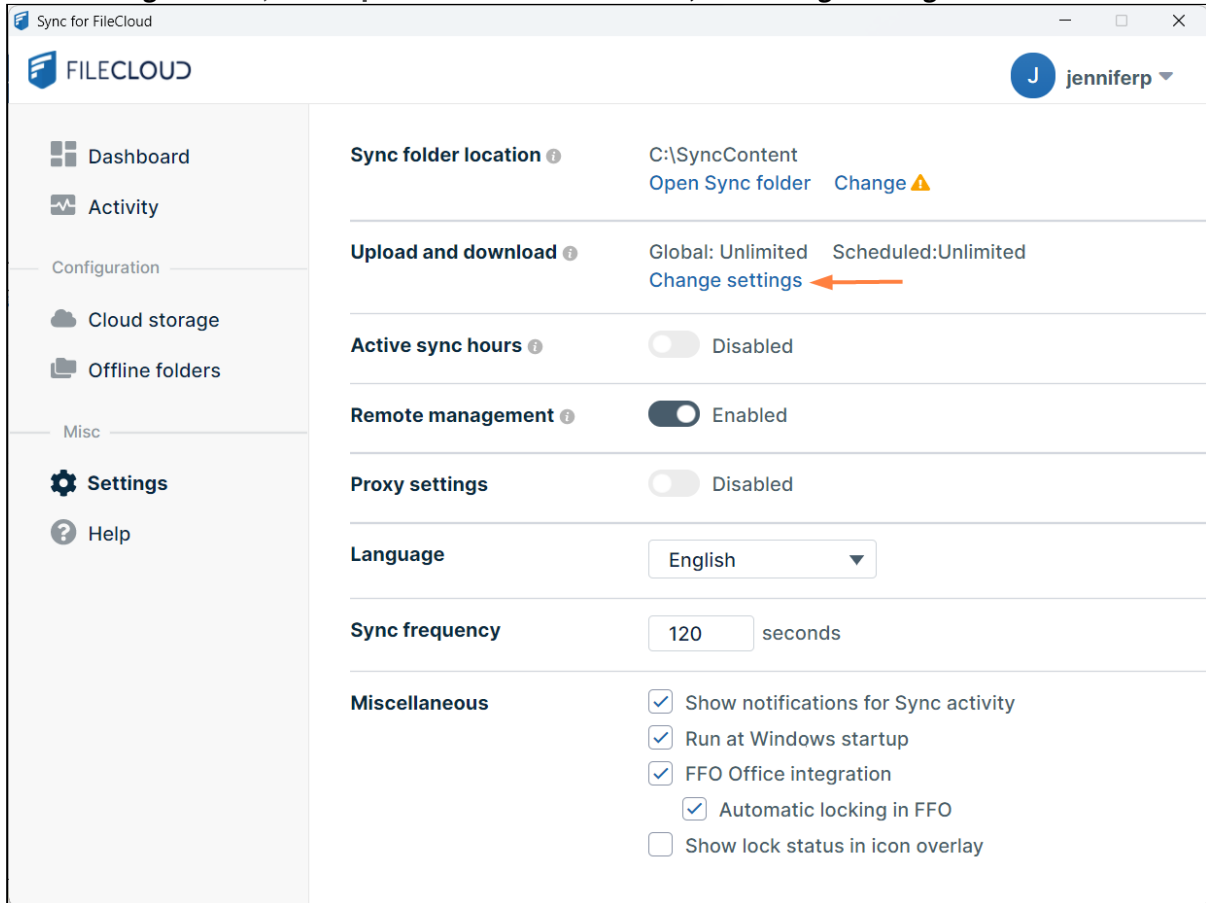 Sync for FileCloud
FILECLOUD
J jenniferp
Dashboard
Activity
Configuration
Cloud storage
Offline folders
Misc
Settings
Help
Sync folder location C:\SyncContent
Open Sync folder Change
Upload and download Global: Unlimited Scheduled:Unlimited
Change settings
Active sync hours Disabled
Remote management Enabled
Proxy settings Disabled
Language English
Sync frequency 120 seconds
Miscellaneous Show notifications for Sync activity
Run at Windows startup
FFO Office integration
Automatic locking in FFO
Show lock status in icon overlay